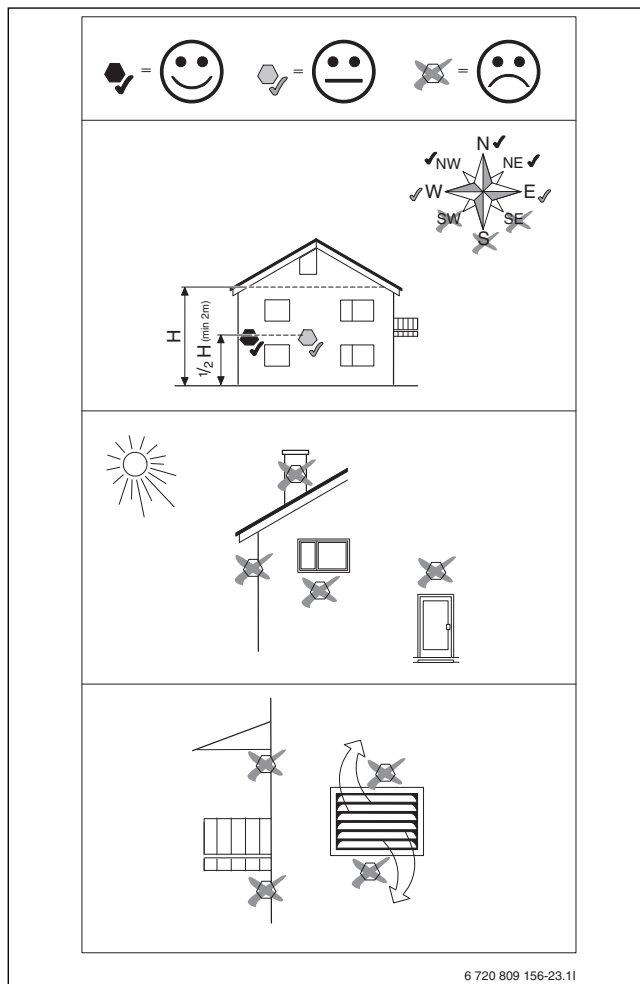 = = =
N
NW NE
W E
SW SE
S
H
1/2 H (min 2m)
6 720 809 156-23.1I